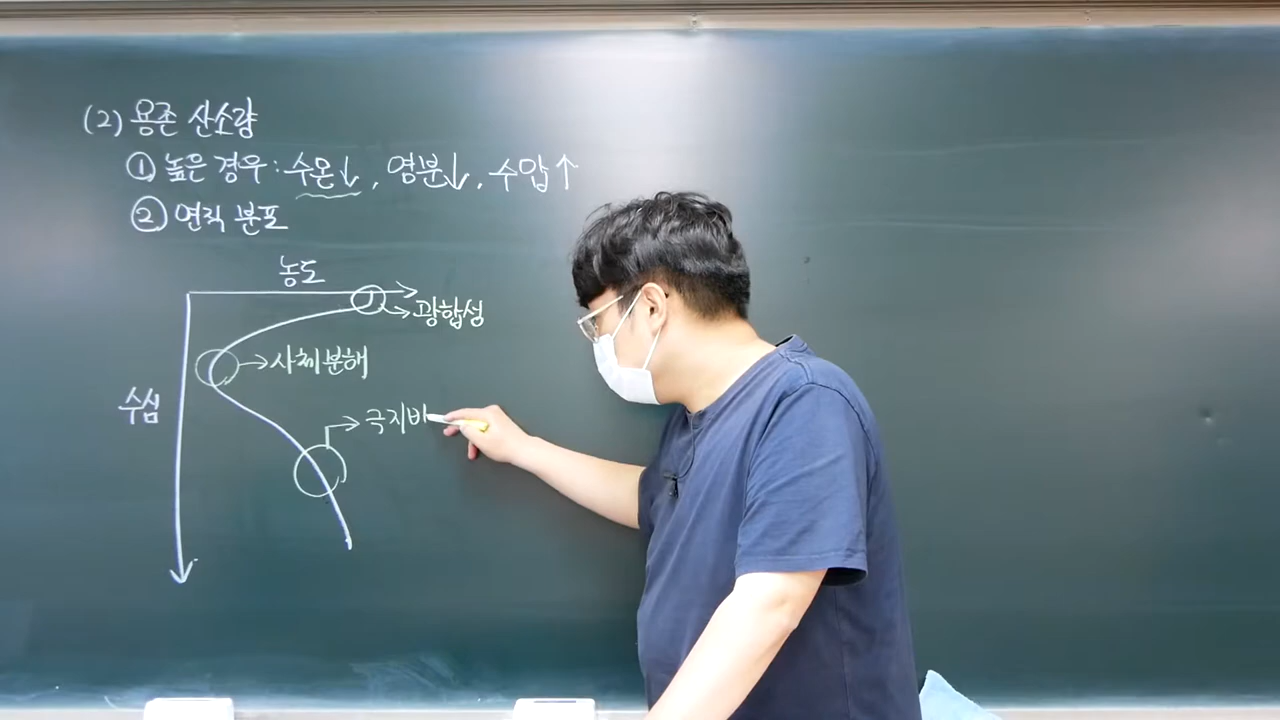 (2) 용존 산소량
① 높은 경우 : 수온↓, 염분↓, 수압↑
② 연직 분포
농도
광합성
사체분해
수심
극지바